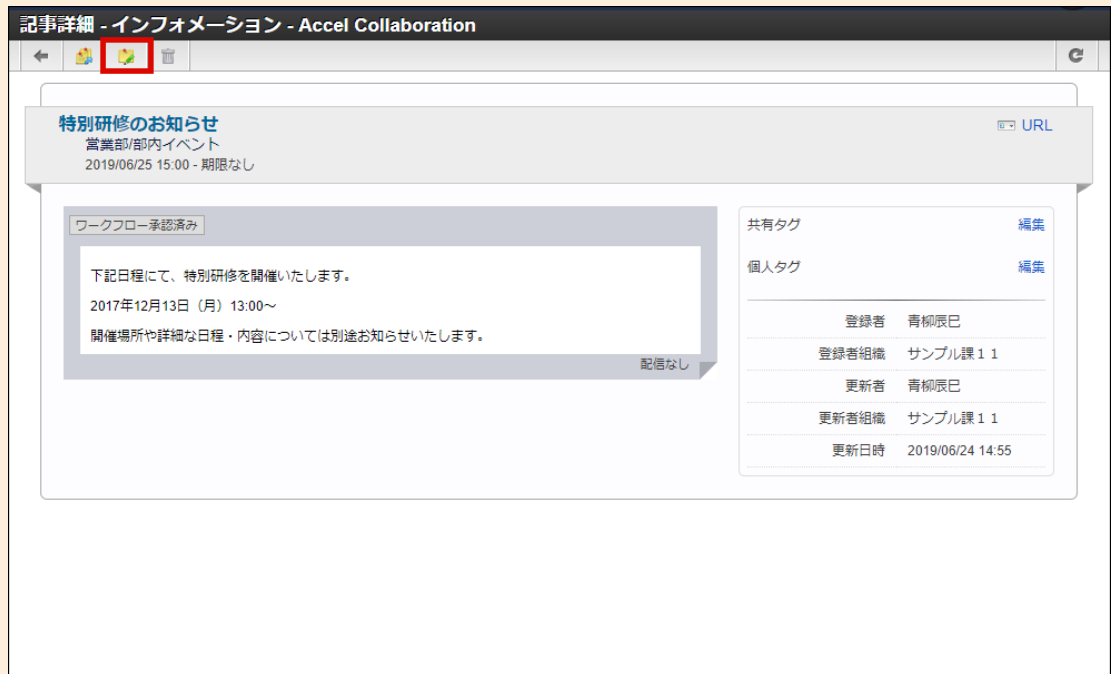 記事詳細 - インフォメーション - Accel Collaboration
特別研修のお知らせ
URL
営業部/部内イベント
2019/06/25 15:00 - 期限なし
ワークフロー承認済み
下記日程にて、特別研修を開催いたします。
2017年12月13日（月）13:00～
開催場所や詳細な日程・内容については別途お知らせいたします。
配信なし
共有タグ 編集
個人タグ 編集
登録者 青柳辰巳
登録者組織 サンプル課１１
更新者 青柳辰巳
更新者組織 サンプル課１１
更新日時 2019/06/24 14:55